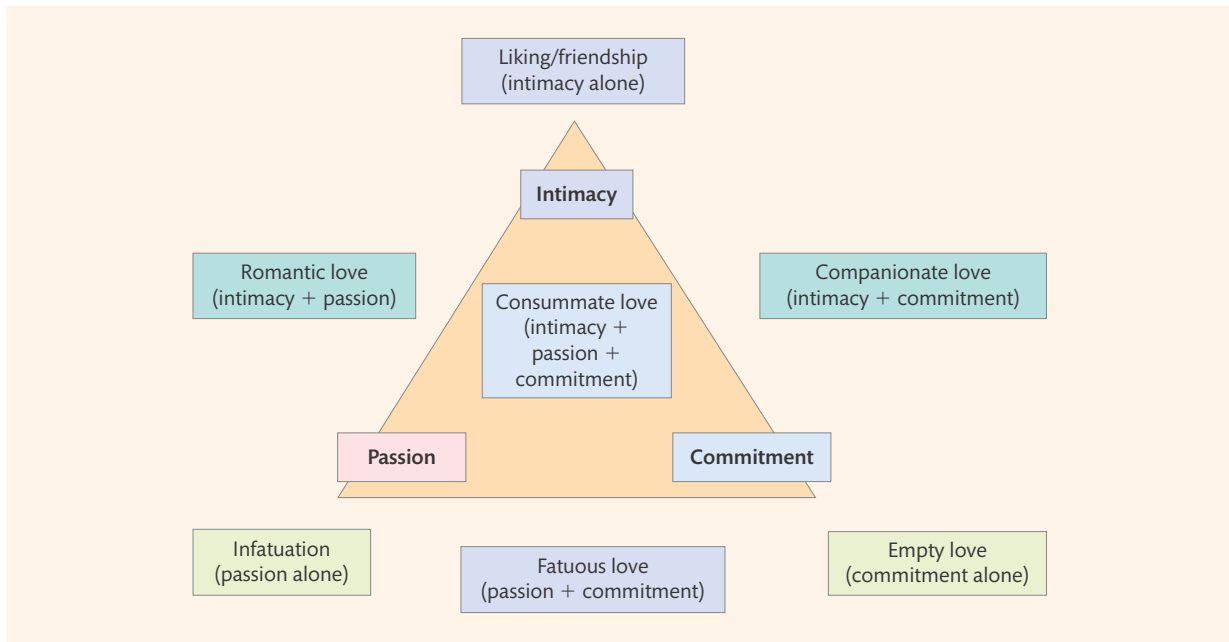 Liking/friendship
(intimacy alone)
Intimacy
Romantic love
(intimacy + passion)
Companionate love
(intimacy + commitment)
Consummate love
(intimacy +
passion +
commitment)
Passion
Commitment
Infatuation
(passion alone)
Fatuous love
(passion + commitment)
Empty love
(commitment alone)